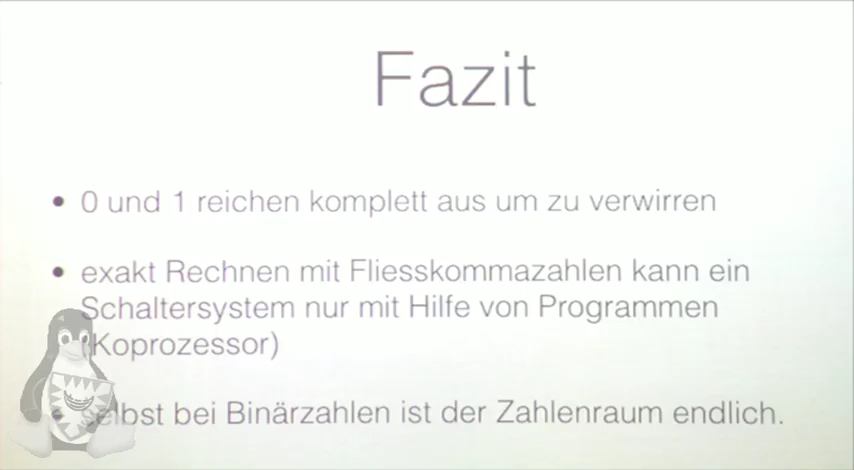 Fazit
• 0 und 1 reichen komplett aus um zu verwirren
• exakt Rechnen mit Fliesskommazahlen kann ein
Schaltersystem nur mit Hilfe von Programmen
(Koprozessor)
• selbst bei Binärzahlen ist der Zahlenraum endlich.